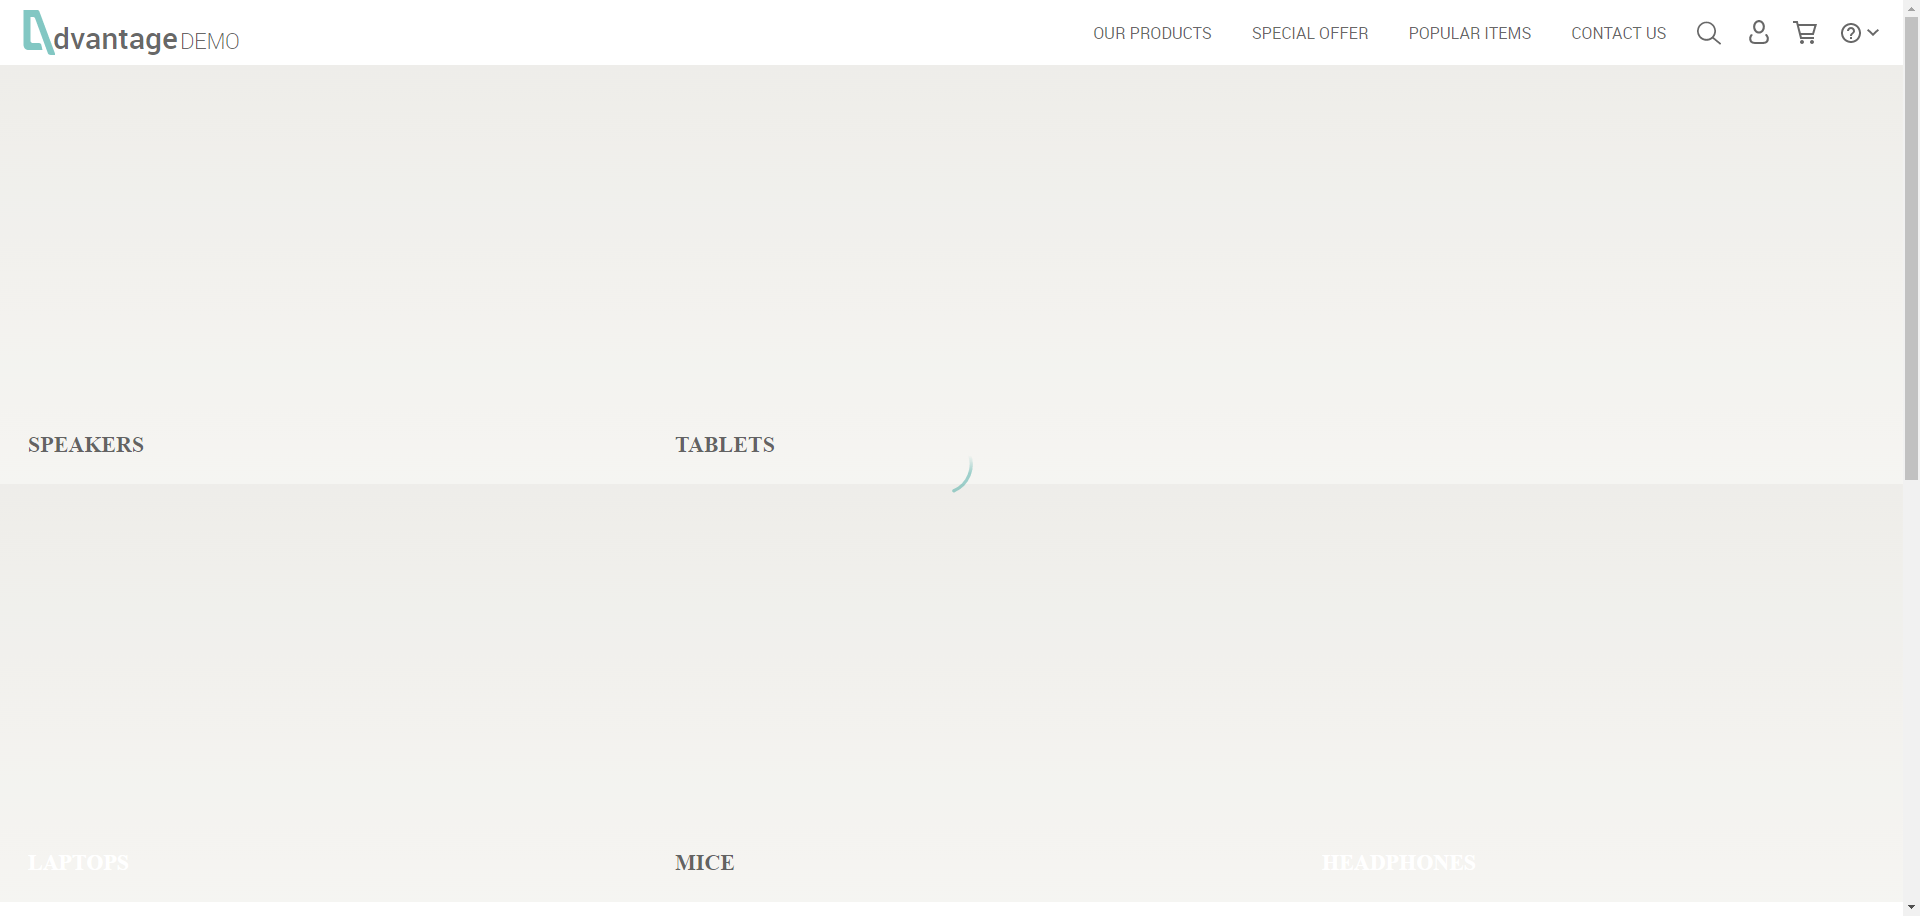 dvantage DEMO
OUR PRODUCTS SPECIAL OFFER POPULAR ITEMS CONTACT US
SPEAKERS TABLETS
LAPTOPS MICE HEADPHONES